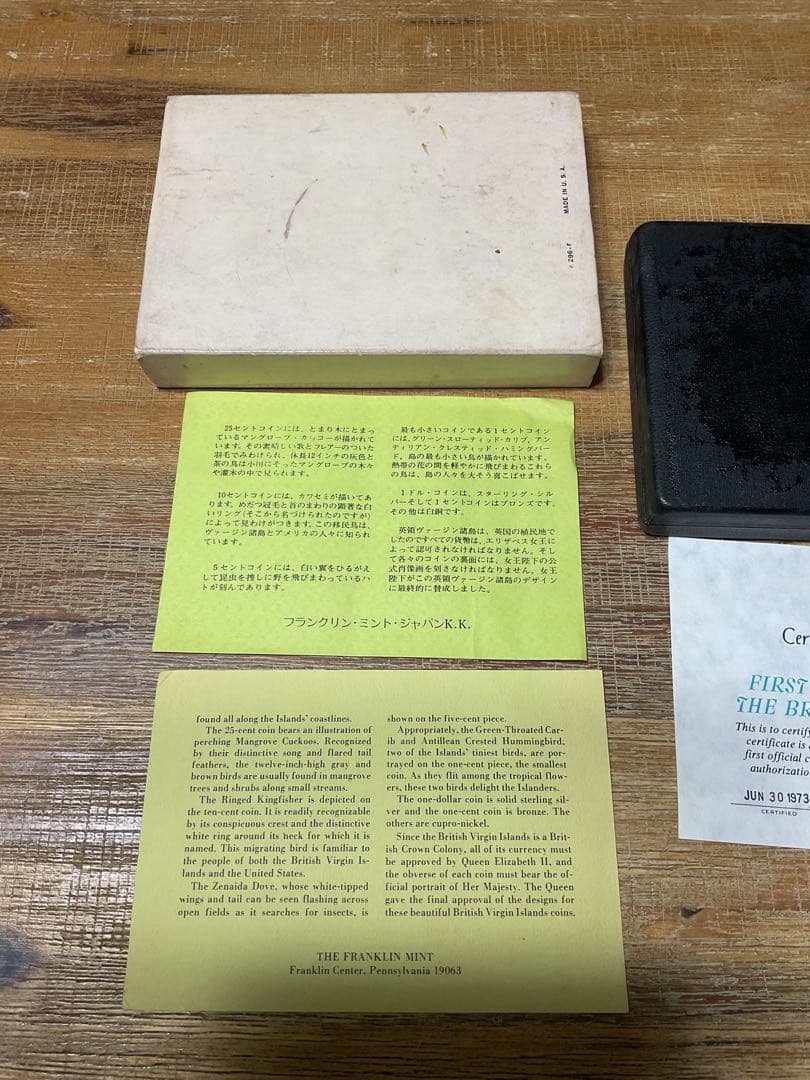 MADE IN U. S. A.
296-F
25セントコインには、とまり木にとまっ
ているマングローブ・カッコーが描かれて
います。その素晴しい歌とフレアーのついた
羽毛でみわけられ、体長12インチの灰色と
茶の鳥は小川にそったマングローブの木々
や灌木の中で見られます。
10セントコインには、カワセミが描いてあ
ります。めだつ冠毛と首のまわりの顕著な白
いリング(そこから名づけられたのですが)
によって見わけがつきます。この移民鳥は、
ヴァージン諸島とアメリカの人々に知られ
ています。
5セントコインには、白い翼をひるがえ
して昆虫を捜しに野を飛びまわっているハ
トが刻んであります。
最も小さいコインである1セントコイン
には、グリーン・スローティッド・カリブ、アン
ティリアン・クレスティッド・ハミングバー
ド、島の最も小さい鳥が描かれています。
熱帯の花の間を軽やかに飛びまわるこれら
の鳥は、島の人々を大そう喜こばせます。
1ドル・コインは、スターリング・シル
バーそして1セントコインはブロンズです。
その他は白銅です。
英領ヴァージン諸島は、英国の植民地で
したのですべての貨幣は、エリザベス女王に
よって認可されなければなりません。そし
て各々のコインの裏面には、女王陛下の公
式肖像画を刻さなければなりません。女王
陛下がこの英領ヴァージン諸島のデザイン
に最終的に賛成しました。
フランクリン・ミント・ジャパンK.K.
found all along the Islands' coastlines.
The 25-cent coin bears an illustration of
perching Mangrove Cuckoos. Recognized
by their distinctive song and flared tail
feathers, the twelve-inch-high gray and
brown birds are usually found in mangrove
trees and shrubs along small streams.
The Ringed Kingfisher is depicted on
the ten-cent coin. It is readily recognizable
by its conspicuous crest and the distinctive
white ring around its neck for which it is
named. This migrating bird is familiar to
the people of both the British Virgin Is-
lands and the United States.
The Zenaida Dove, whose white-tipped
wings and tail can be seen flashing across
open fields as it searches for insects, is
shown on the five-cent piece.
Appropriately, the Green-Throated Car-
ib and Antillean Crested Hummingbird,
two of the Islands' tiniest birds, are por-
trayed on the one-cent piece, the smallest
coin. As they flit among the tropical flow-
ers, these two birds delight the Islanders.
The one-dollar coin is solid sterling sil-
ver and the one-cent coin is bronze. The
others are cupro-nickel.
Since the British Virgin Islands is a Brit-
ish Crown Colony, all of its currency must
be approved by Queen Elizabeth II, and
the obverse of each coin must bear the of-
ficial portrait of Her Majesty. The Queen
gave the final approval of the designs for
these beautiful British Virgin Islands coins.
THE FRANKLIN MINT
Franklin Center, Pennsylvania 19063
Cer
FIRST
THE BR
This is to certify
certificate is
first official c
authorizatio
JUN 30 1973
CERTIFIED